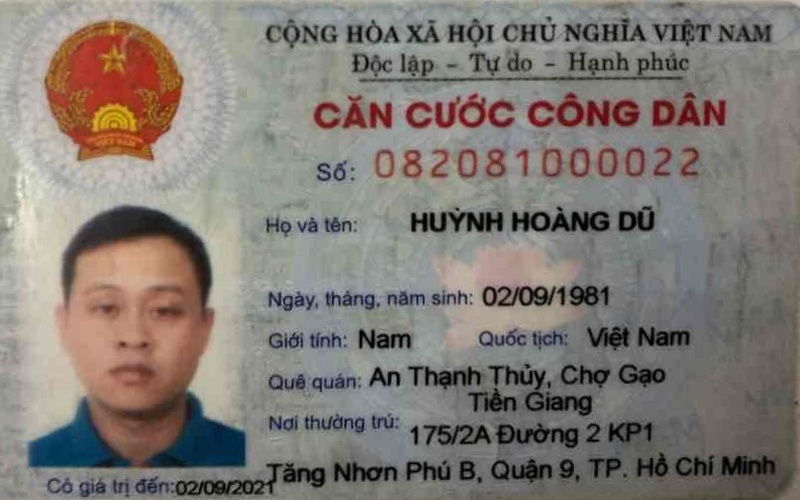 CỘNG HÒA XÃ HỘI CHỦ NGHĨA VIỆT NAM
Độc lập - Tự do - Hạnh phúc
CĂN CƯỚC CÔNG DÂN
Số: 082081000022
Họ và tên: HUỲNH HOÀNG DŨ
Ngày, tháng, năm sinh: 02/09/1981
Giới tính: Nam Quốc tịch: Việt Nam
Quê quán: An Thạnh Thủy, Chợ Gạo
Tiền Giang
Nơi thường trú: 175/2A Đường 2 KP1
Tăng Nhơn Phú B, Quận 9, TP. Hồ Chí Minh
Có giá trị đến: 02/09/2021
VIỆT NAM